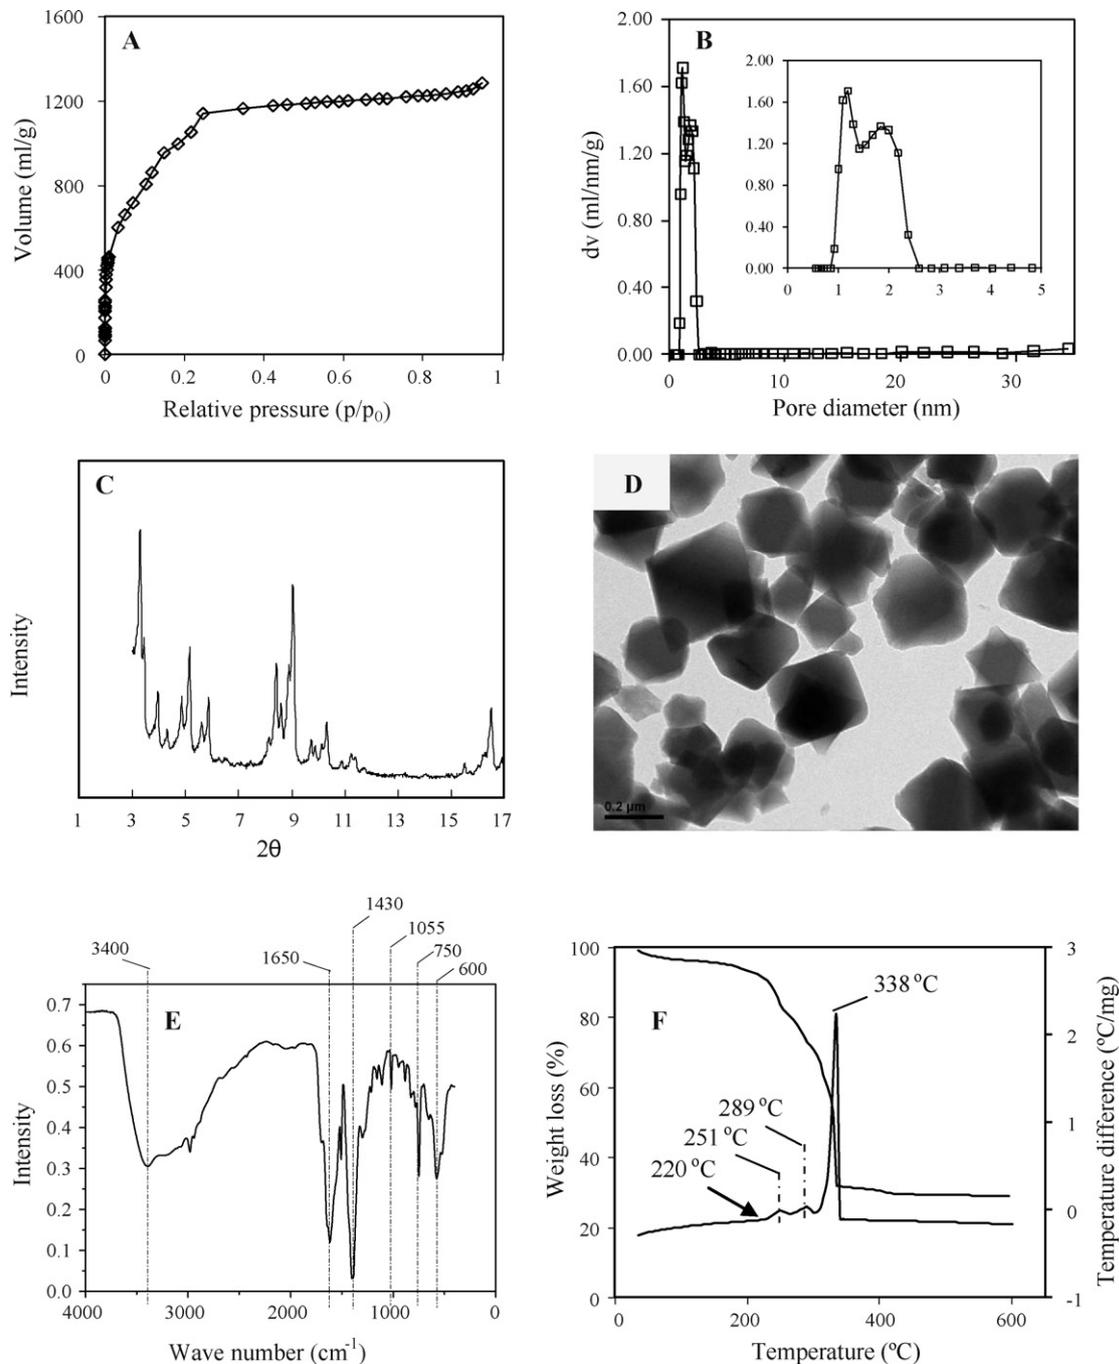 A
1600
1200
800
400
0
Volume (ml/g)
0 0.2 0.4 0.6 0.8 1
Relative pressure (p/p0)
B
2.00
1.60
1.20
0.80
0.40
0.00
dv (ml/nm/g)
0 10 20 30
Pore diameter (nm)
2.00
1.60
1.20
0.80
0.40
0.00
0 1 2 3 4 5
C
Intensity
1 3 5 7 9 11 13 15 17
2θ
D
0.2 µm
3400
1650
1430
1055
750
600
E
0.7
0.6
0.5
0.4
0.3
0.2
0.1
0.0
Intensity
4000 3000 2000 1000 0
Wave number (cm-1)
F
100
80
60
40
20
0
Weight loss (%)
338 ºC
289 ºC
251 ºC
220 ºC
3
2
1
0
-1
Temperature difference (ºC/mg)
0 200 400 600
Temperature (ºC)